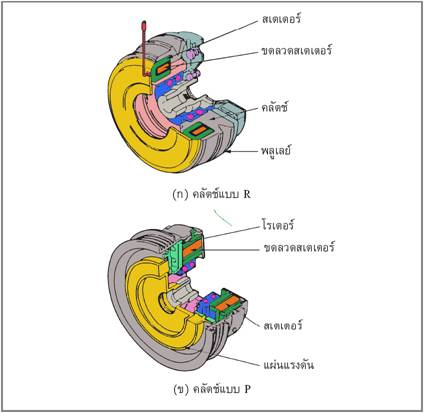 สเตเตอร์
ขดลวดสเตเตอร์
คลัตช์
พลูเลย์
(ก) คลัตช์แบบ R
โรเตอร์
ขดลวดสเตเตอร์
สเตเตอร์
แผ่นแรงดัน
(ข) คลัตช์แบบ P